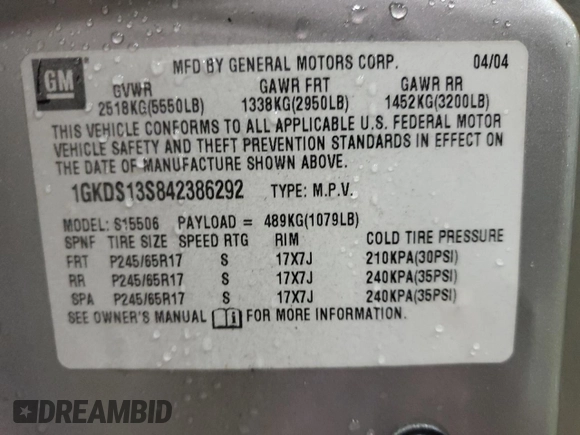 GM
MFD BY GENERAL MOTORS CORP. 04/04
GVWR GAWR FRT GAWR RR
2518KG(5550LB) 1338KG(2950LB) 1452KG(3200LB)
THIS VEHICLE CONFORMS TO ALL APPLICABLE U.S. FEDERAL MOTOR
VEHICLE SAFETY AND THEFT PREVENTION STANDARDS IN EFFECT ON
THE DATE OF MANUFACTURE SHOWN ABOVE.
1GKDS13S842386292 TYPE: M.P.V.
MODEL: S15506 PAYLOAD = 489KG(1079LB)
SPNF TIRE SIZE SPEED RTG RIM COLD TIRE PRESSURE
FRT P245/65R17 S 17X7J 210KPA(30PSI)
RR P245/65R17 S 17X7J 240KPA(35PSI)
SPA P245/65R17 S 17X7J 240KPA(35PSI)
SEE OWNER'S MANUAL i FOR MORE INFORMATION.
DREAMBID